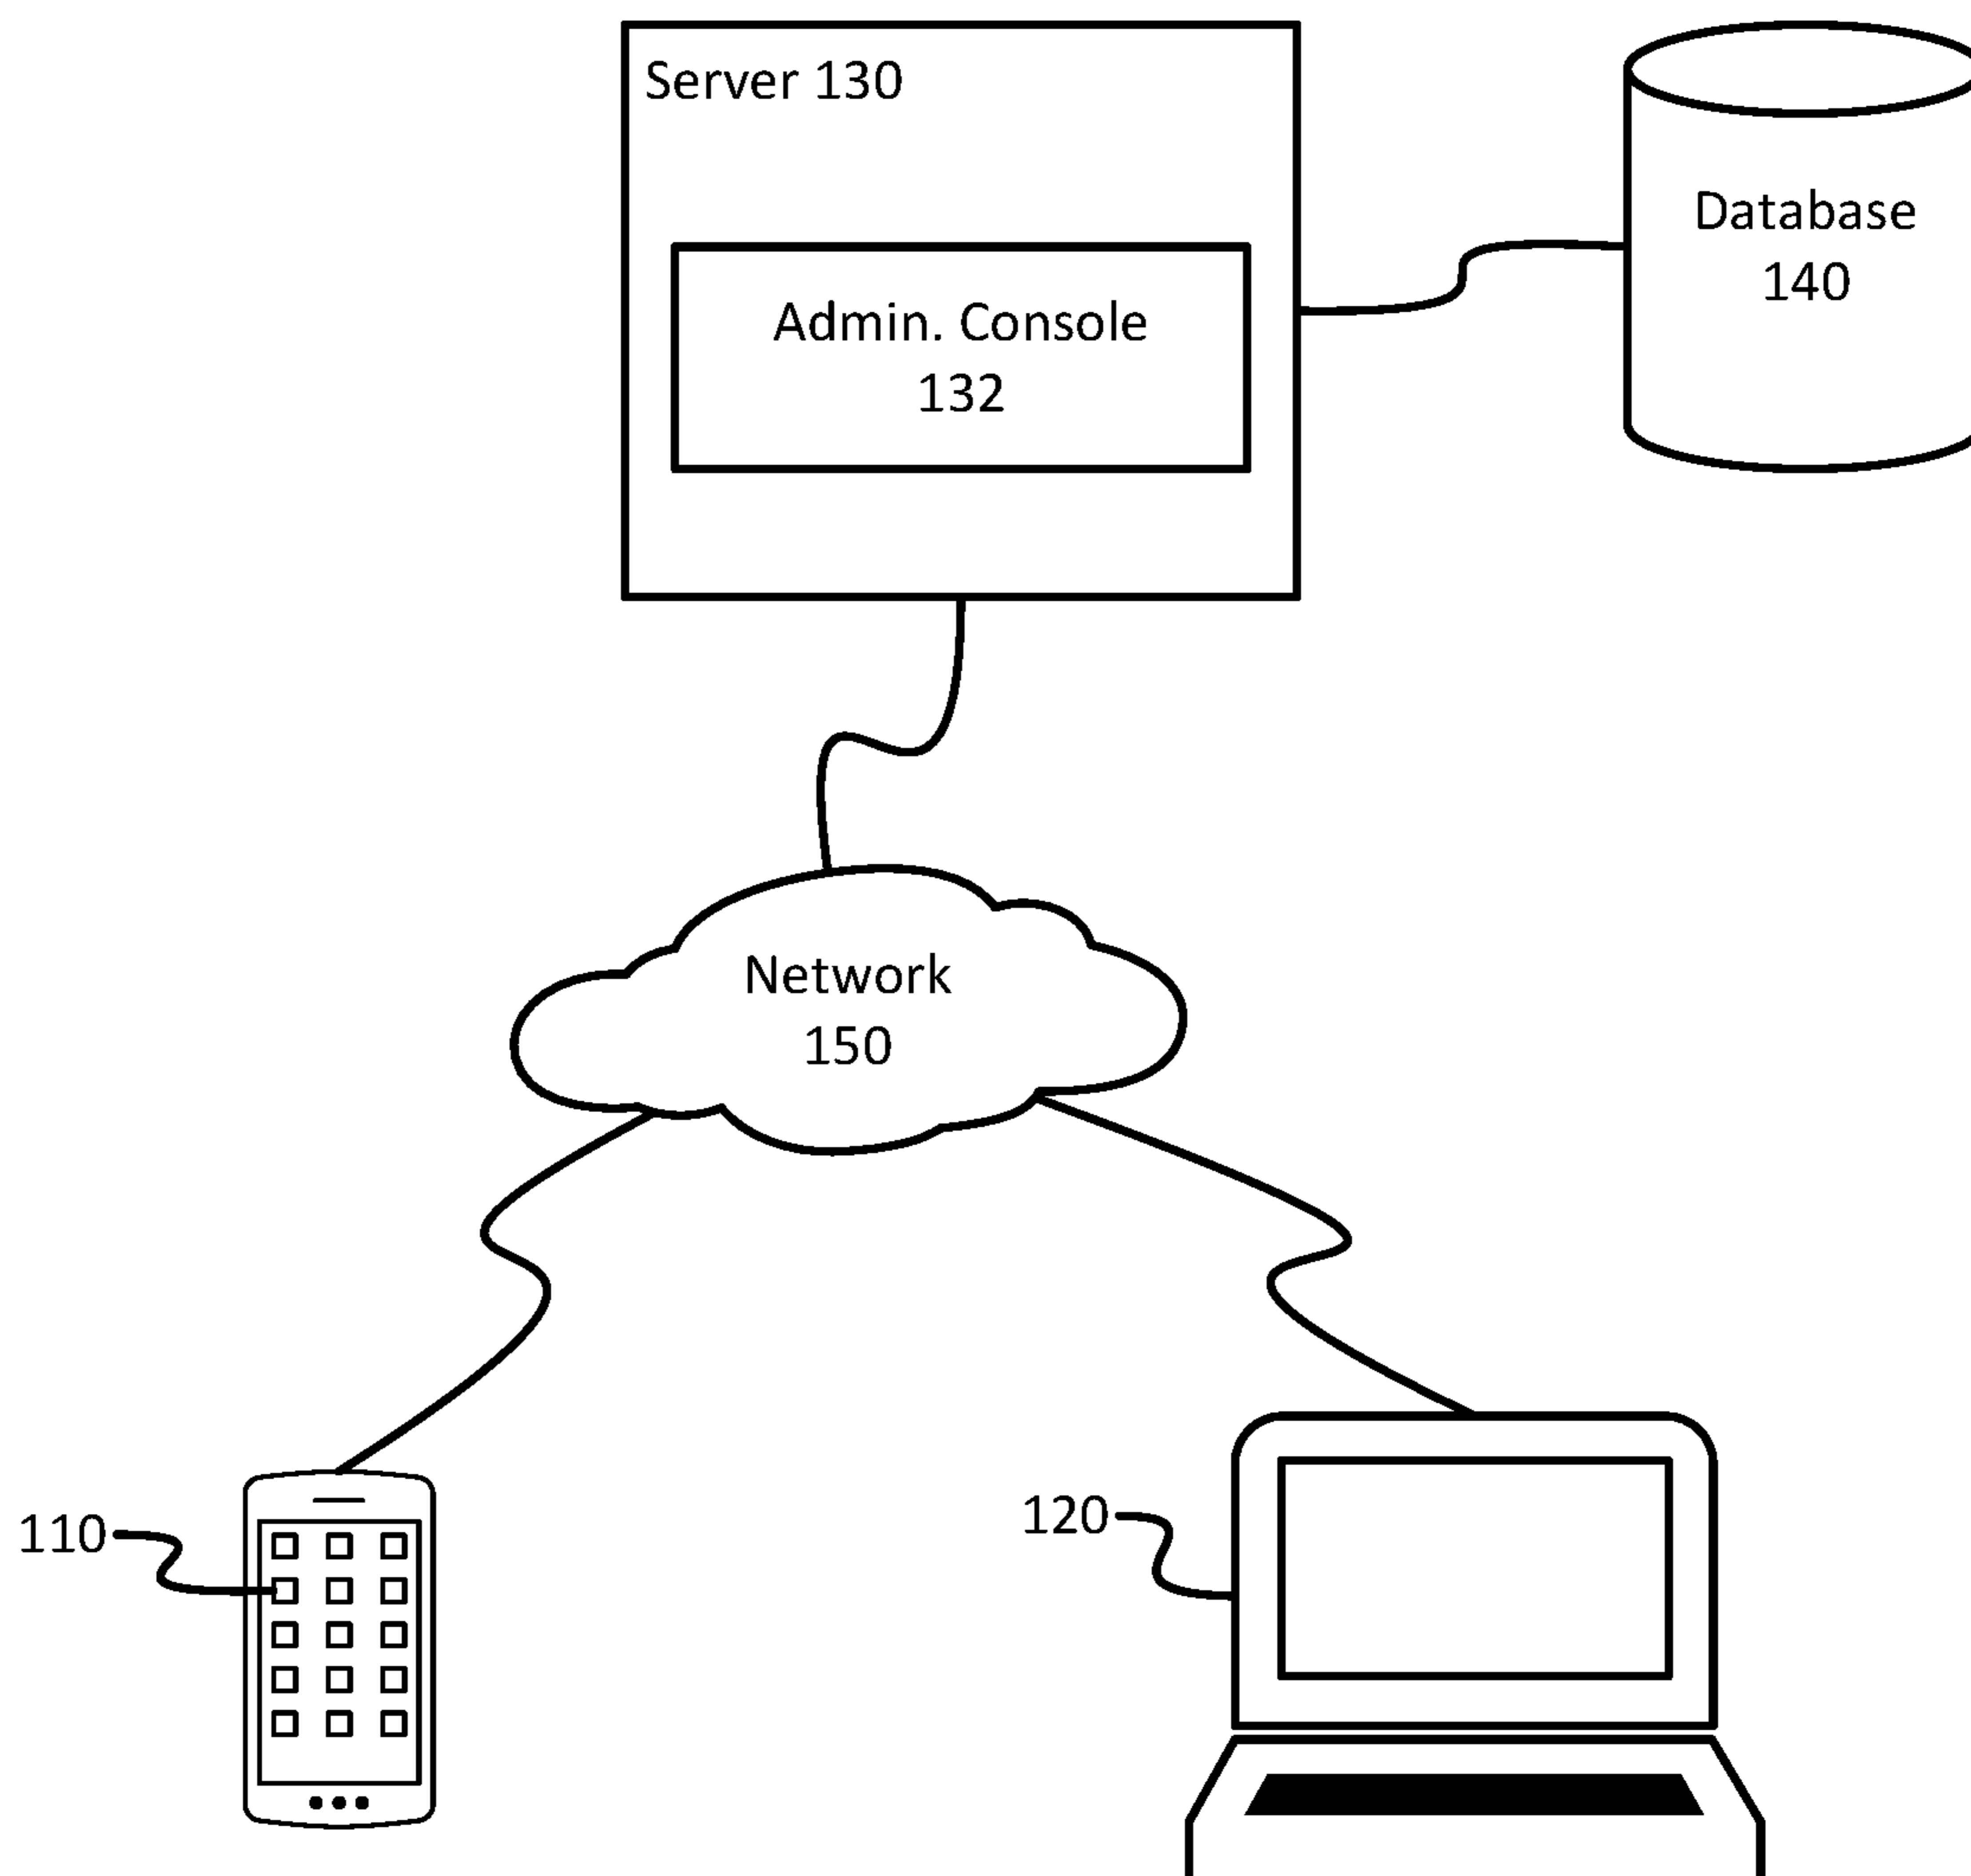 Server 130
Admin. Console
132
Database
140
Network
150
110
120